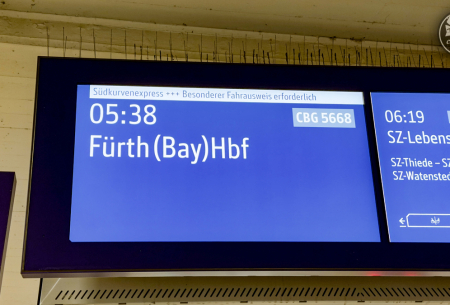 Südkurvenexpress +++ Besonderer Fahrausweis erforderlich
05:38
CBG 5668
Fürth (Bay) Hbf
06:19
SZ-Lebens
SZ-Thiede – S
SZ-Watensted